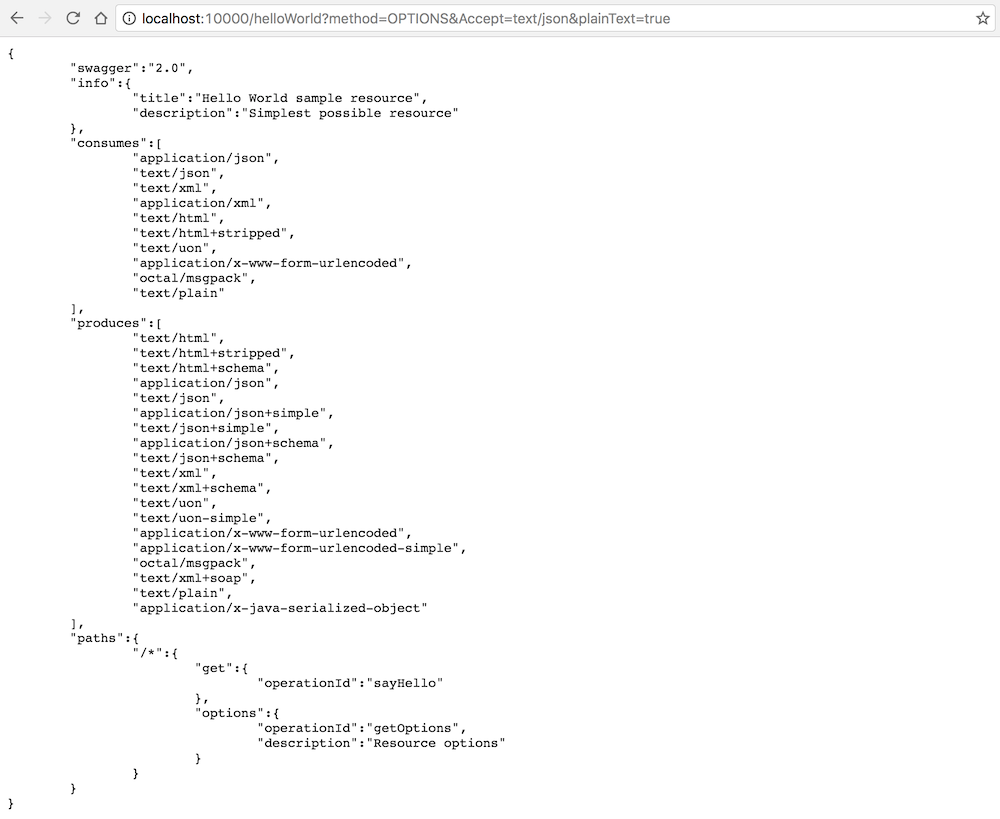 localhost:10000/helloWorld?method=OPTIONS&Accept=text/json&plainText=true
{
	"swagger":"2.0",
	"info":{
		"title":"Hello World sample resource",
		"description":"Simplest possible resource"
	},
	"consumes":[
		"application/json",
		"text/json",
		"text/xml",
		"application/xml",
		"text/html",
		"text/html+stripped",
		"text/uon",
		"application/x-www-form-urlencoded",
		"octal/msgpack",
		"text/plain"
	],
	"produces":[
		"text/html",
		"text/html+stripped",
		"text/html+schema",
		"application/json",
		"text/json",
		"application/json+simple",
		"text/json+simple",
		"application/json+schema",
		"text/json+schema",
		"text/xml",
		"text/xml+schema",
		"text/uon",
		"text/uon-simple",
		"application/x-www-form-urlencoded",
		"application/x-www-form-urlencoded-simple",
		"octal/msgpack",
		"text/xml+soap",
		"text/plain",
		"application/x-java-serialized-object"
	],
	"paths":{
		"/*":{
			"get":{
				"operationId":"sayHello"
			},
			"options":{
				"operationId":"getOptions",
				"description":"Resource options"
			}
		}
	}
}